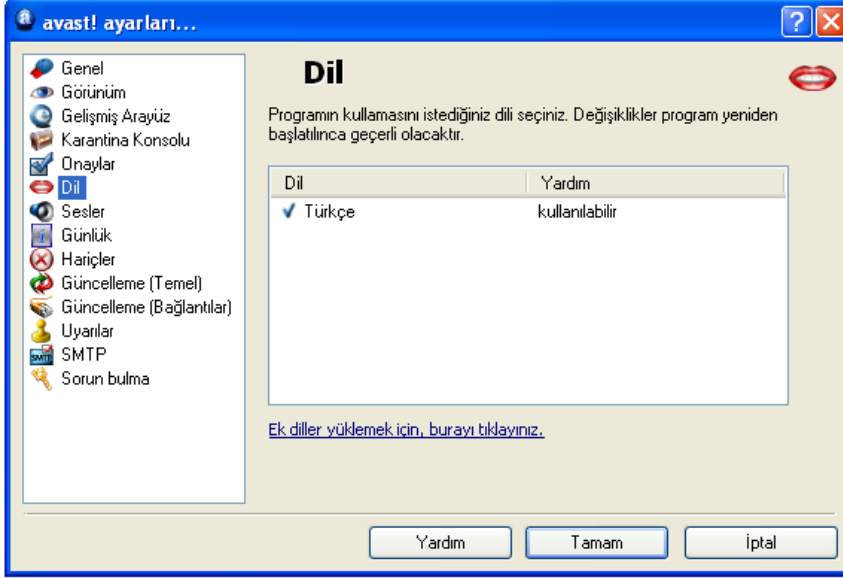 avast! ayarları...
Genel
Görünüm
Gelişmiş Arayüz
Karantina Konsolu
Onaylar
Dil
Sesler
Günlük
Hariçler
Güncelleme (Temel)
Güncelleme (Bağlantılar)
Uyarılar
SMTP
Sorun bulma
Dil
Programın kullamasını istediğiniz dili seçiniz. Değişiklikler program yeniden
başlatılınca geçerli olacaktır.
Dil Yardım
Türkçe kullanılabilir
Ek diller yüklemek için, burayı tıklayınız.
Yardım Tamam İptal